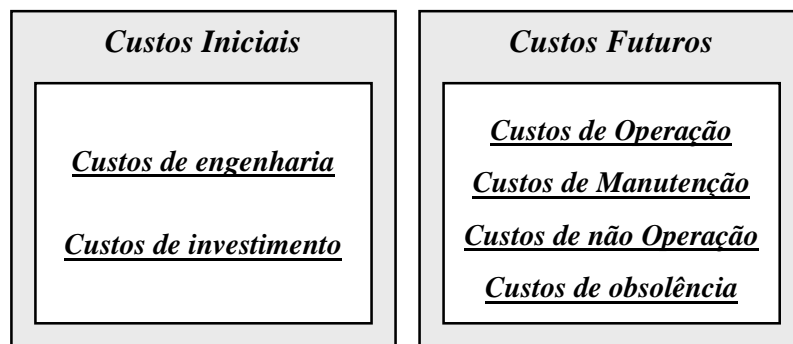 Custos Iniciais
Custos de engenharia
Custos de investimento
Custos Futuros
Custos de Operação
Custos de Manutenção
Custos de não Operação
Custos de obsolência